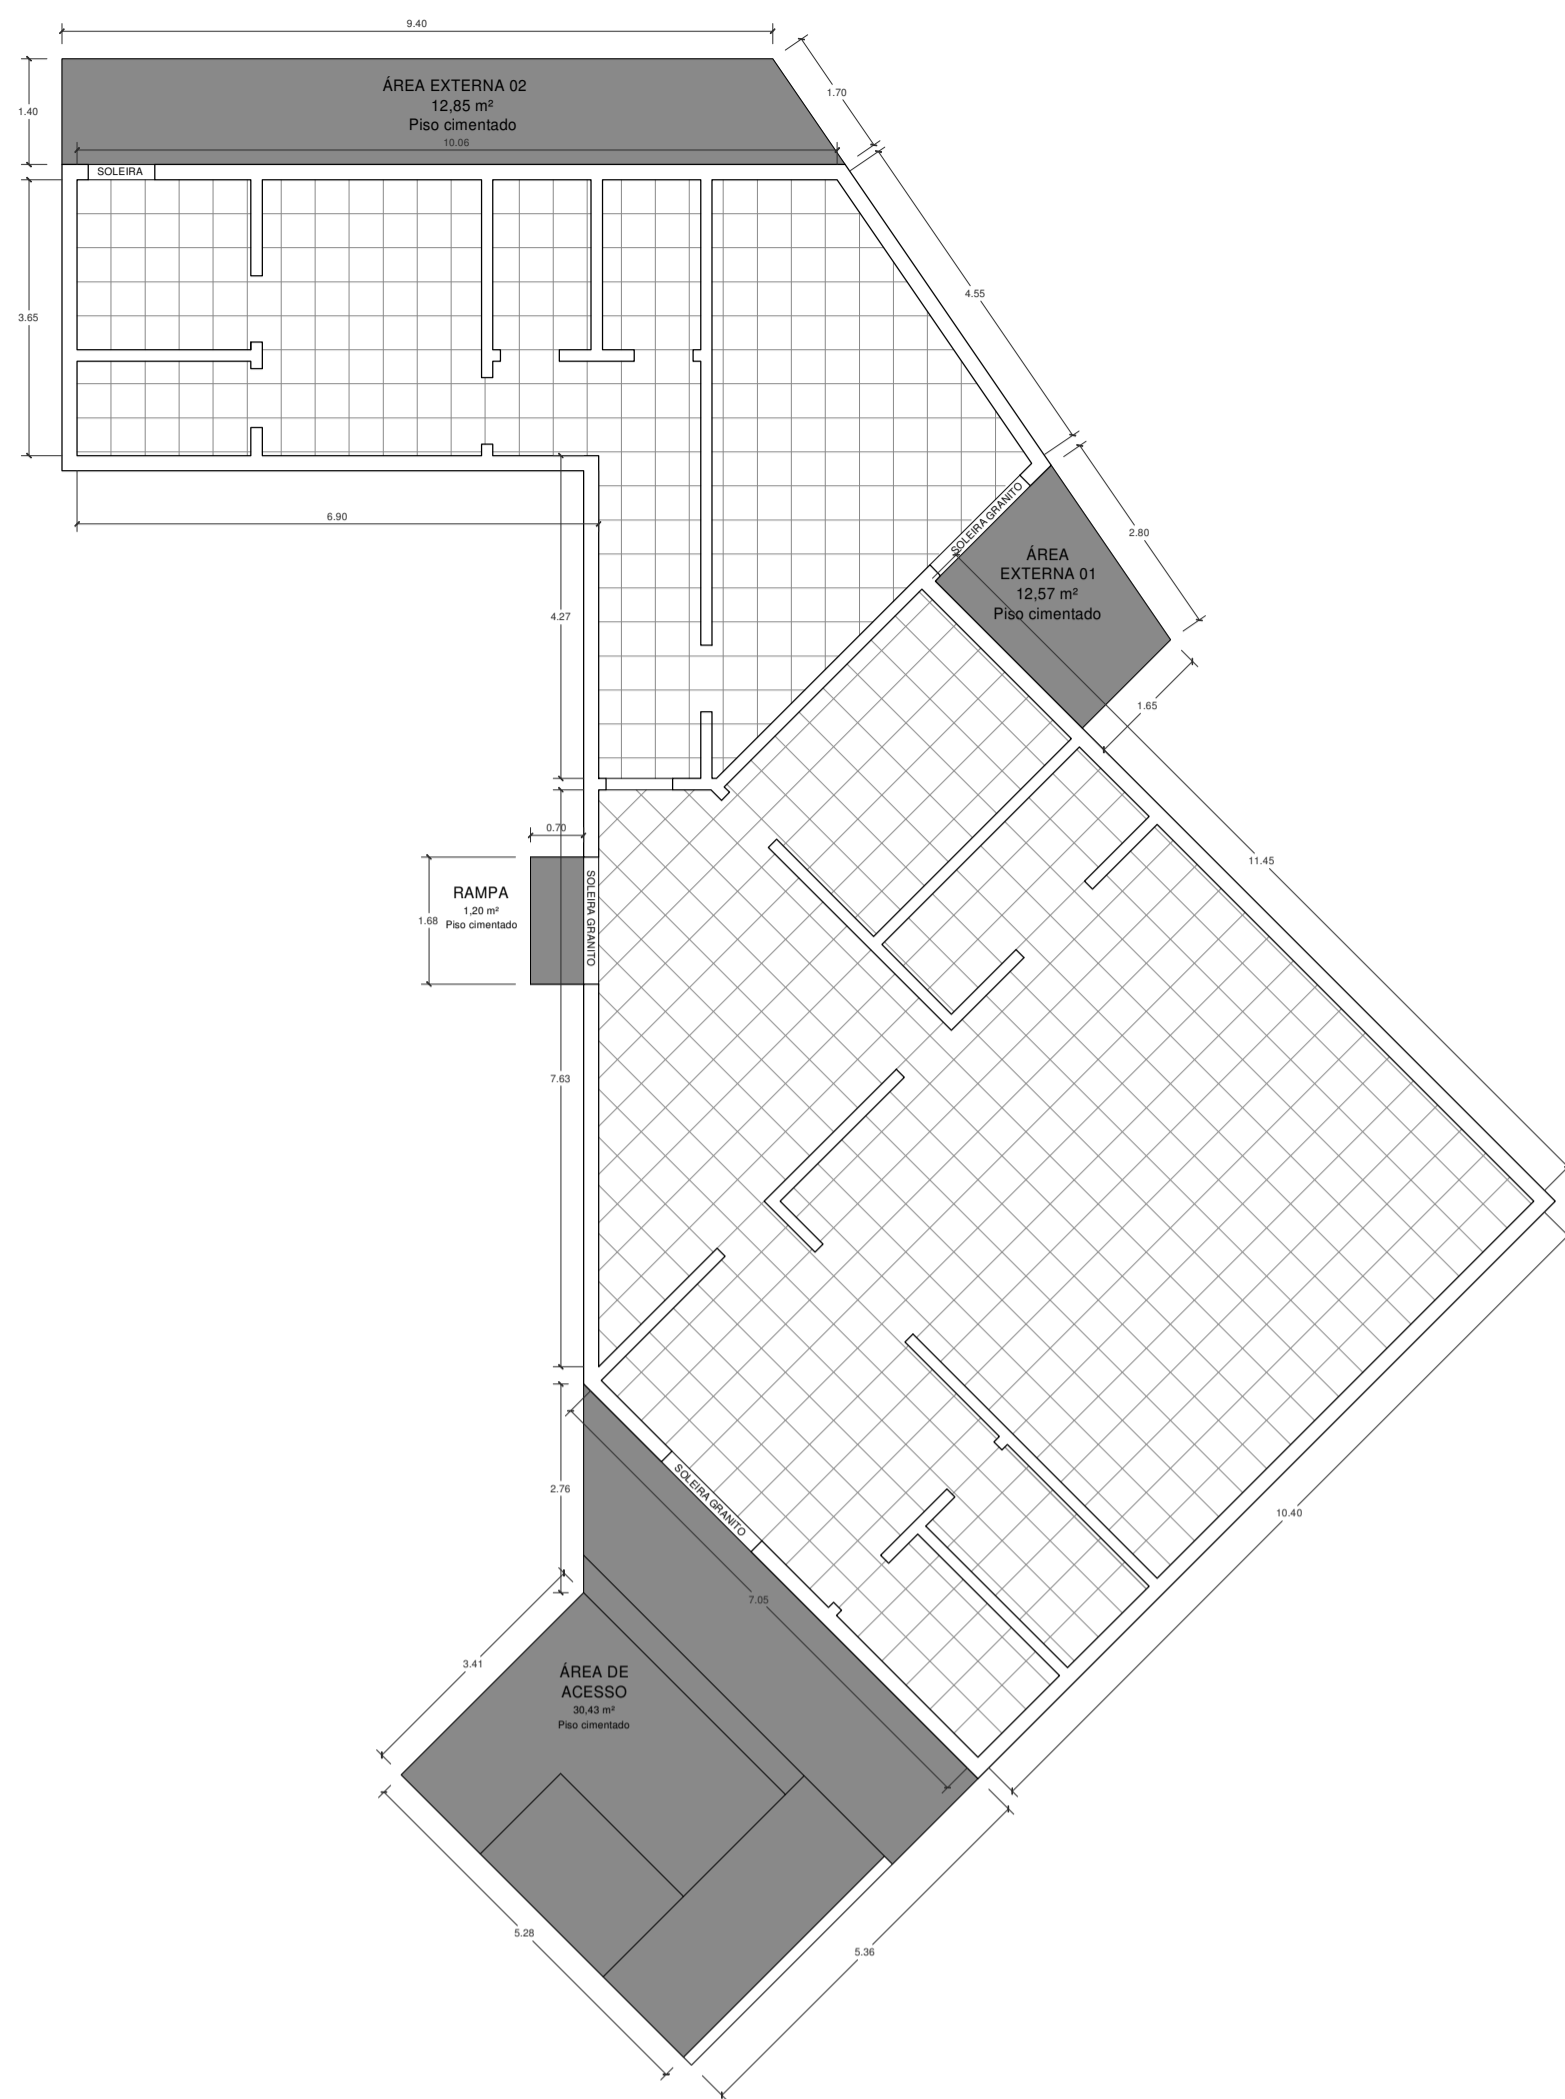 9.40
1.40
ÁREA EXTERNA 02
12,85 m²
Piso cimentado
1.70
10.06
SOLEIRA
3.65
4.55
6.90
SOLEIRA GRANITO
2.80
ÁREA
EXTERNA 01
12,57 m²
Piso cimentado
4.27
1.65
0.70
11.45
RAMPA
1,20 m²
Piso cimentado
1.68
SOLEIRA GRANITO
7.63
2.76
SOLEIRA GRANITO
10.40
7.05
3.41
ÁREA DE
ACESSO
30,43 m²
Piso cimentado
5.28
5.36